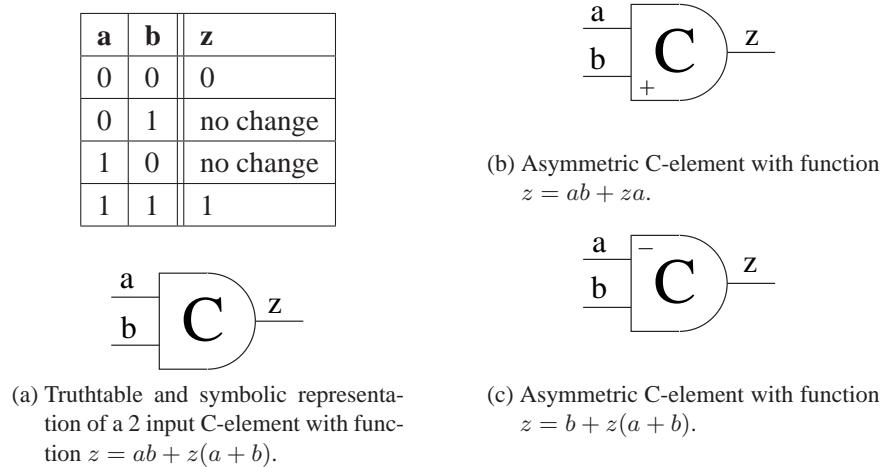 a b z
0 0 0
0 1 no change
1 0 no change
1 1 1
a
b
C
z
(a) Truthtable and symbolic representa-
tion of a 2 input C-element with func-
tion z = ab + z(a + b).
a
b
C
+
z
(b) Asymmetric C-element with function
z = ab + za.
a
b
−
C
z
(c) Asymmetric C-element with function
z = b + z(a + b).